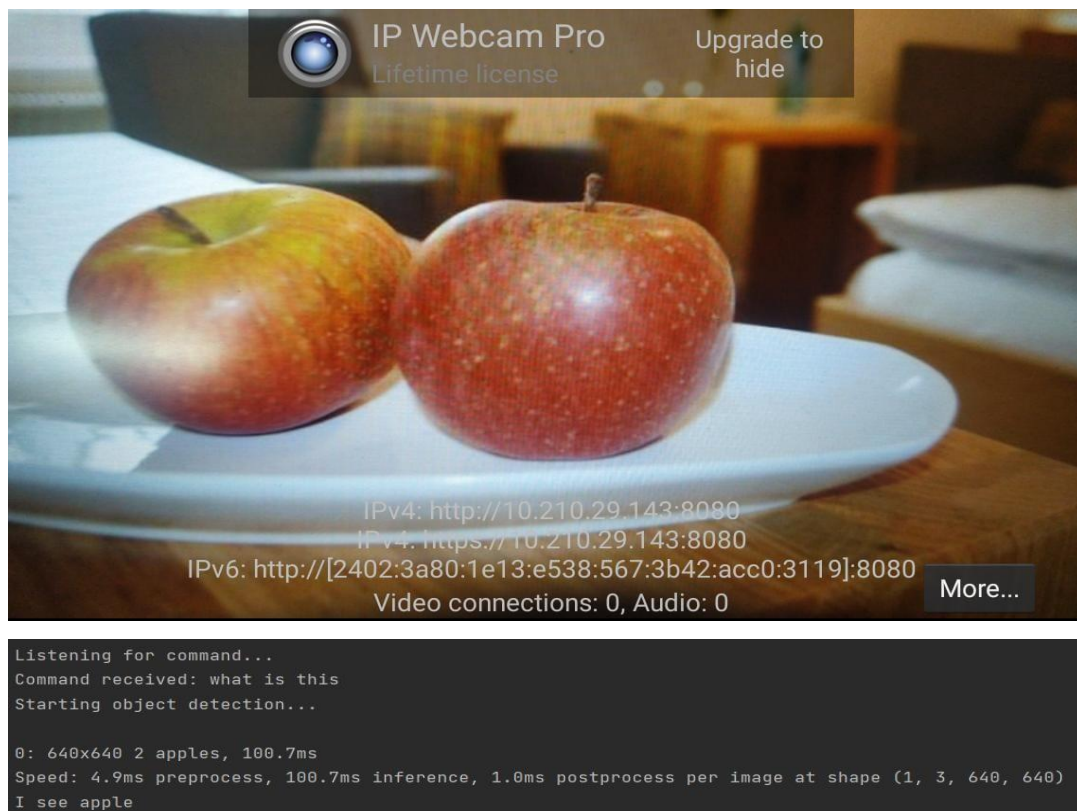 IP Webcam Pro
Lifetime license
Upgrade to
hide
IPv4: http://10.210.29.143:8080
IPv4: https://10.210.29.143:8080
IPv6: http://[2402:3a80:1e13:e538:567:3b42:acc0:3119]:8080
Video connections: 0, Audio: 0
More...
Listening for command...
Command received: what is this
Starting object detection...
0: 640x640 2 apples, 100.7ms
Speed: 4.9ms preprocess, 100.7ms inference, 1.0ms postprocess per image at shape (1, 3, 640, 640)
I see apple